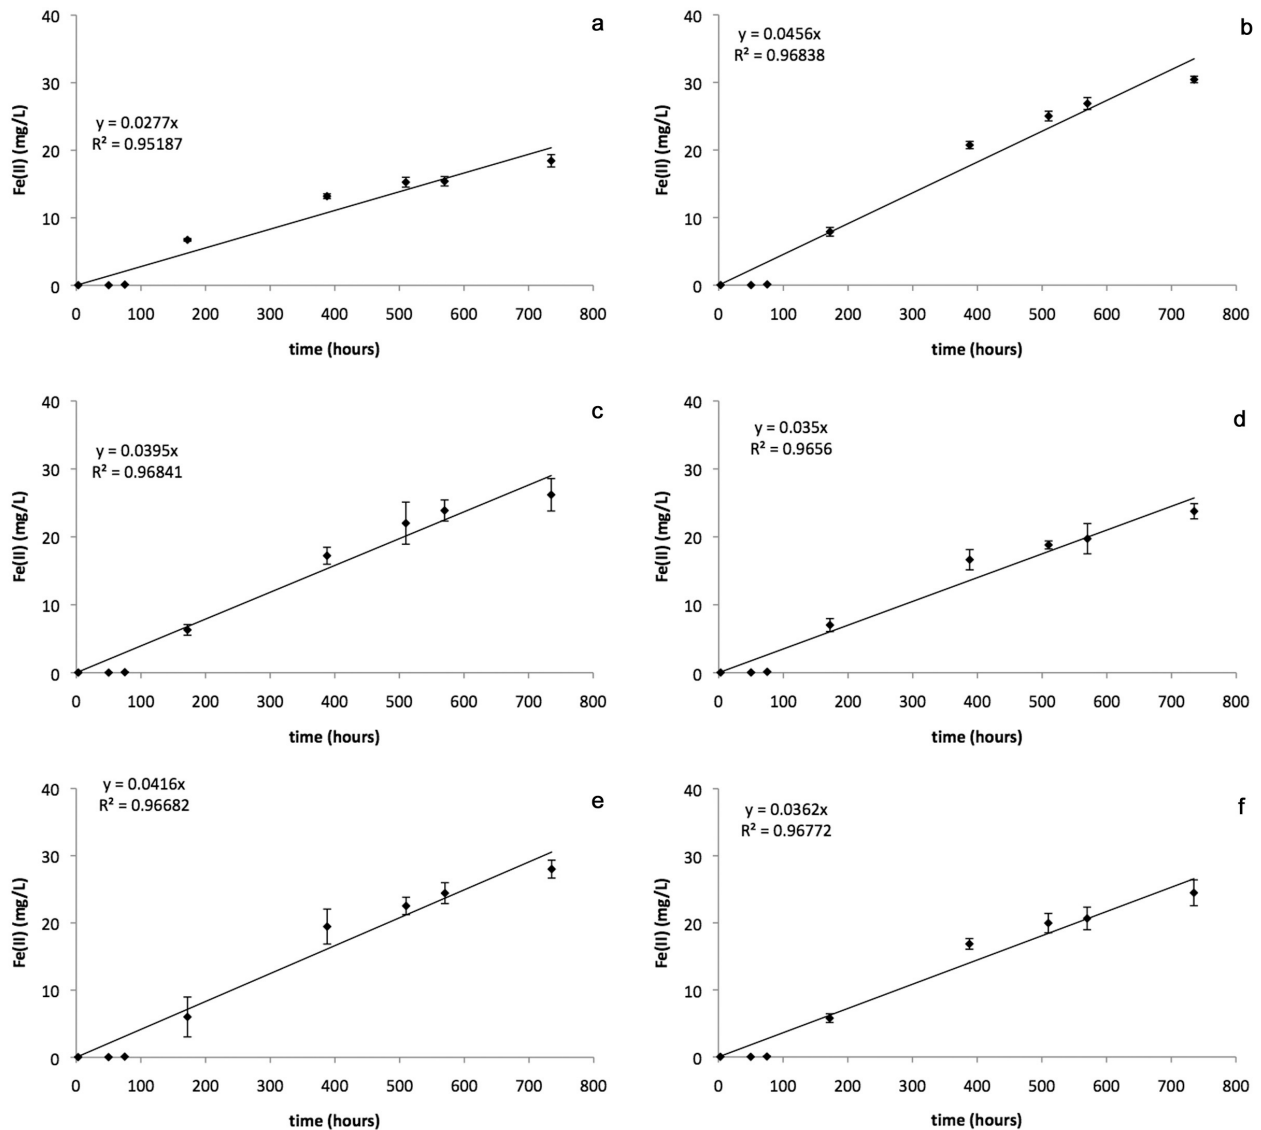 a
y = 0.0277x
R² = 0.95187
Fe(II) (mg/L)
40
30
20
10
0
0 100 200 300 400 500 600 700 800
time (hours)
b
y = 0.0456x
R² = 0.96838
Fe(II) (mg/L)
40
30
20
10
0
0 100 200 300 400 500 600 700 800
time (hours)
c
y = 0.0395x
R² = 0.96841
Fe(II) (mg/L)
40
30
20
10
0
0 100 200 300 400 500 600 700 800
time (hours)
d
y = 0.035x
R² = 0.9656
Fe(II) (mg/L)
40
30
20
10
0
0 100 200 300 400 500 600 700 800
time (hours)
e
y = 0.0416x
R² = 0.96682
Fe(II) (mg/L)
40
30
20
10
0
0 100 200 300 400 500 600 700 800
time (hours)
f
y = 0.0362x
R² = 0.96772
Fe(II) (mg/L)
40
30
20
10
0
0 100 200 300 400 500 600 700 800
time (hours)